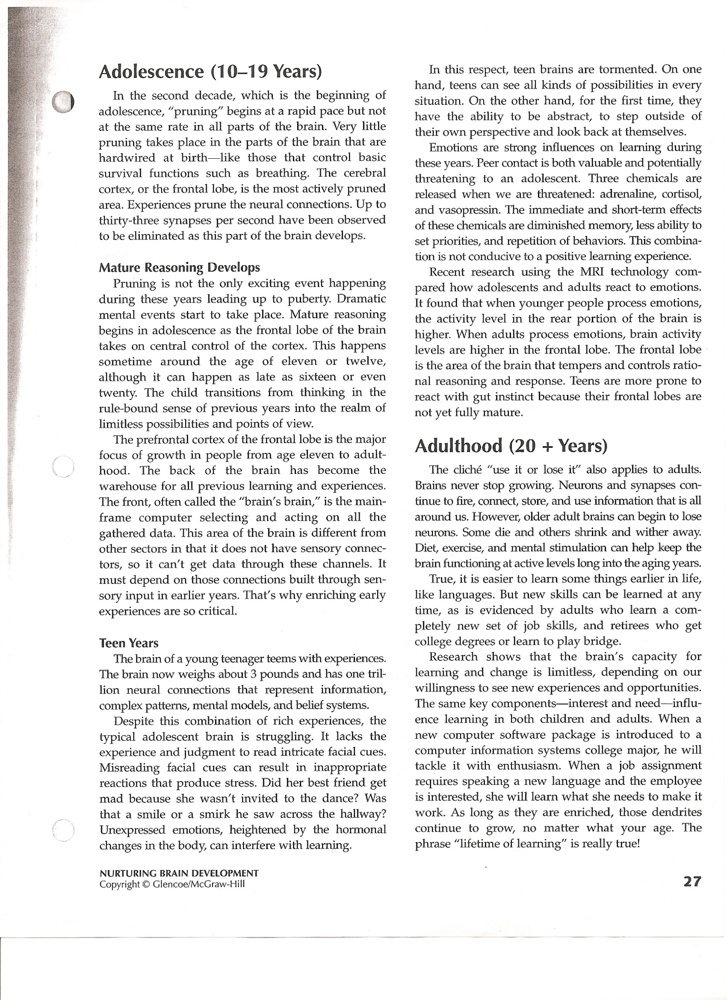 Adolescence (10–19 Years)
In the second decade, which is the beginning of
adolescence, “pruning” begins at a rapid pace but not
at the same rate in all parts of the brain. Very little
pruning takes place in the parts of the brain that are
hardwired at birth—like those that control basic
survival functions such as breathing. The cerebral
cortex, or the frontal lobe, is the most actively pruned
area. Experiences prune the neural connections. Up to
thirty-three synapses per second have been observed
to be eliminated as this part of the brain develops.
Mature Reasoning Develops
Pruning is not the only exciting event happening
during these years leading up to puberty. Dramatic
mental events start to take place. Mature reasoning
begins in adolescence as the frontal lobe of the brain
takes on central control of the cortex. This happens
sometime around the age of eleven or twelve,
although it can happen as late as sixteen or even
twenty. The child transitions from thinking in the
rule-bound sense of previous years into the realm of
limitless possibilities and points of view.
The prefrontal cortex of the frontal lobe is the major
focus of growth in people from age eleven to adult-
hood. The back of the brain has become the
warehouse for all previous learning and experiences.
The front, often called the “brain’s brain,” is the main-
frame computer selecting and acting on all the
gathered data. This area of the brain is different from
other sectors in that it does not have sensory connec-
tors, so it can’t get data through these channels. It
must depend on those connections built through sen-
sory input in earlier years. That’s why enriching early
experiences are so critical.
Teen Years
The brain of a young teenager teems with experiences.
The brain now weighs about 3 pounds and has one tril-
lion neural connections that represent information,
complex patterns, mental models, and belief systems.
Despite this combination of rich experiences, the
typical adolescent brain is struggling. It lacks the
experience and judgment to read intricate facial cues.
Misreading facial cues can result in inappropriate
reactions that produce stress. Did her best friend get
mad because she wasn’t invited to the dance? Was
that a smile or a smirk he saw across the hallway?
Unexpressed emotions, heightened by the hormonal
changes in the body, can interfere with learning.
In this respect, teen brains are tormented. On one
hand, teens can see all kinds of possibilities in every
situation. On the other hand, for the first time, they
have the ability to be abstract, to step outside of
their own perspective and look back at themselves.
Emotions are strong influences on learning during
these years. Peer contact is both valuable and potentially
threatening to an adolescent. Three chemicals are
released when we are threatened: adrenaline, cortisol,
and vasopressin. The immediate and short-term effects
of these chemicals are diminished memory, less ability to
set priorities, and repetition of behaviors. This combina-
tion is not conducive to a positive learning experience.
Recent research using the MRI technology com-
pared how adolescents and adults react to emotions.
It found that when younger people process emotions,
the activity level in the rear portion of the brain is
higher. When adults process emotions, brain activity
levels are higher in the frontal lobe. The frontal lobe
is the area of the brain that tempers and controls ratio-
nal reasoning and response. Teens are more prone to
react with gut instinct because their frontal lobes are
not yet fully mature.
Adulthood (20 + Years)
The cliché “use it or lose it” also applies to adults.
Brains never stop growing. Neurons and synapses con-
tinue to fire, connect, store, and use information that is all
around us. However, older adult brains can begin to lose
neurons. Some die and others shrink and wither away.
Diet, exercise, and mental stimulation can help keep the
brain functioning at active levels long into the aging years.
True, it is easier to learn some things earlier in life,
like languages. But new skills can be learned at any
time, as is evidenced by adults who learn a com-
pletely new set of job skills, and retirees who get
college degrees or learn to play bridge.
Research shows that the brain’s capacity for
learning and change is limitless, depending on our
willingness to see new experiences and opportunities.
The same key components—interest and need—influ-
ence learning in both children and adults. When a
new computer software package is introduced to a
computer information systems college major, he will
tackle it with enthusiasm. When a job assignment
requires speaking a new language and the employee
is interested, she will learn what she needs to make it
work. As long as they are enriched, those dendrites
continue to grow, no matter what your age. The
phrase “lifetime of learning” is really true!
NURTURING BRAIN DEVELOPMENT
Copyright © Glencoe/McGraw-Hill
27